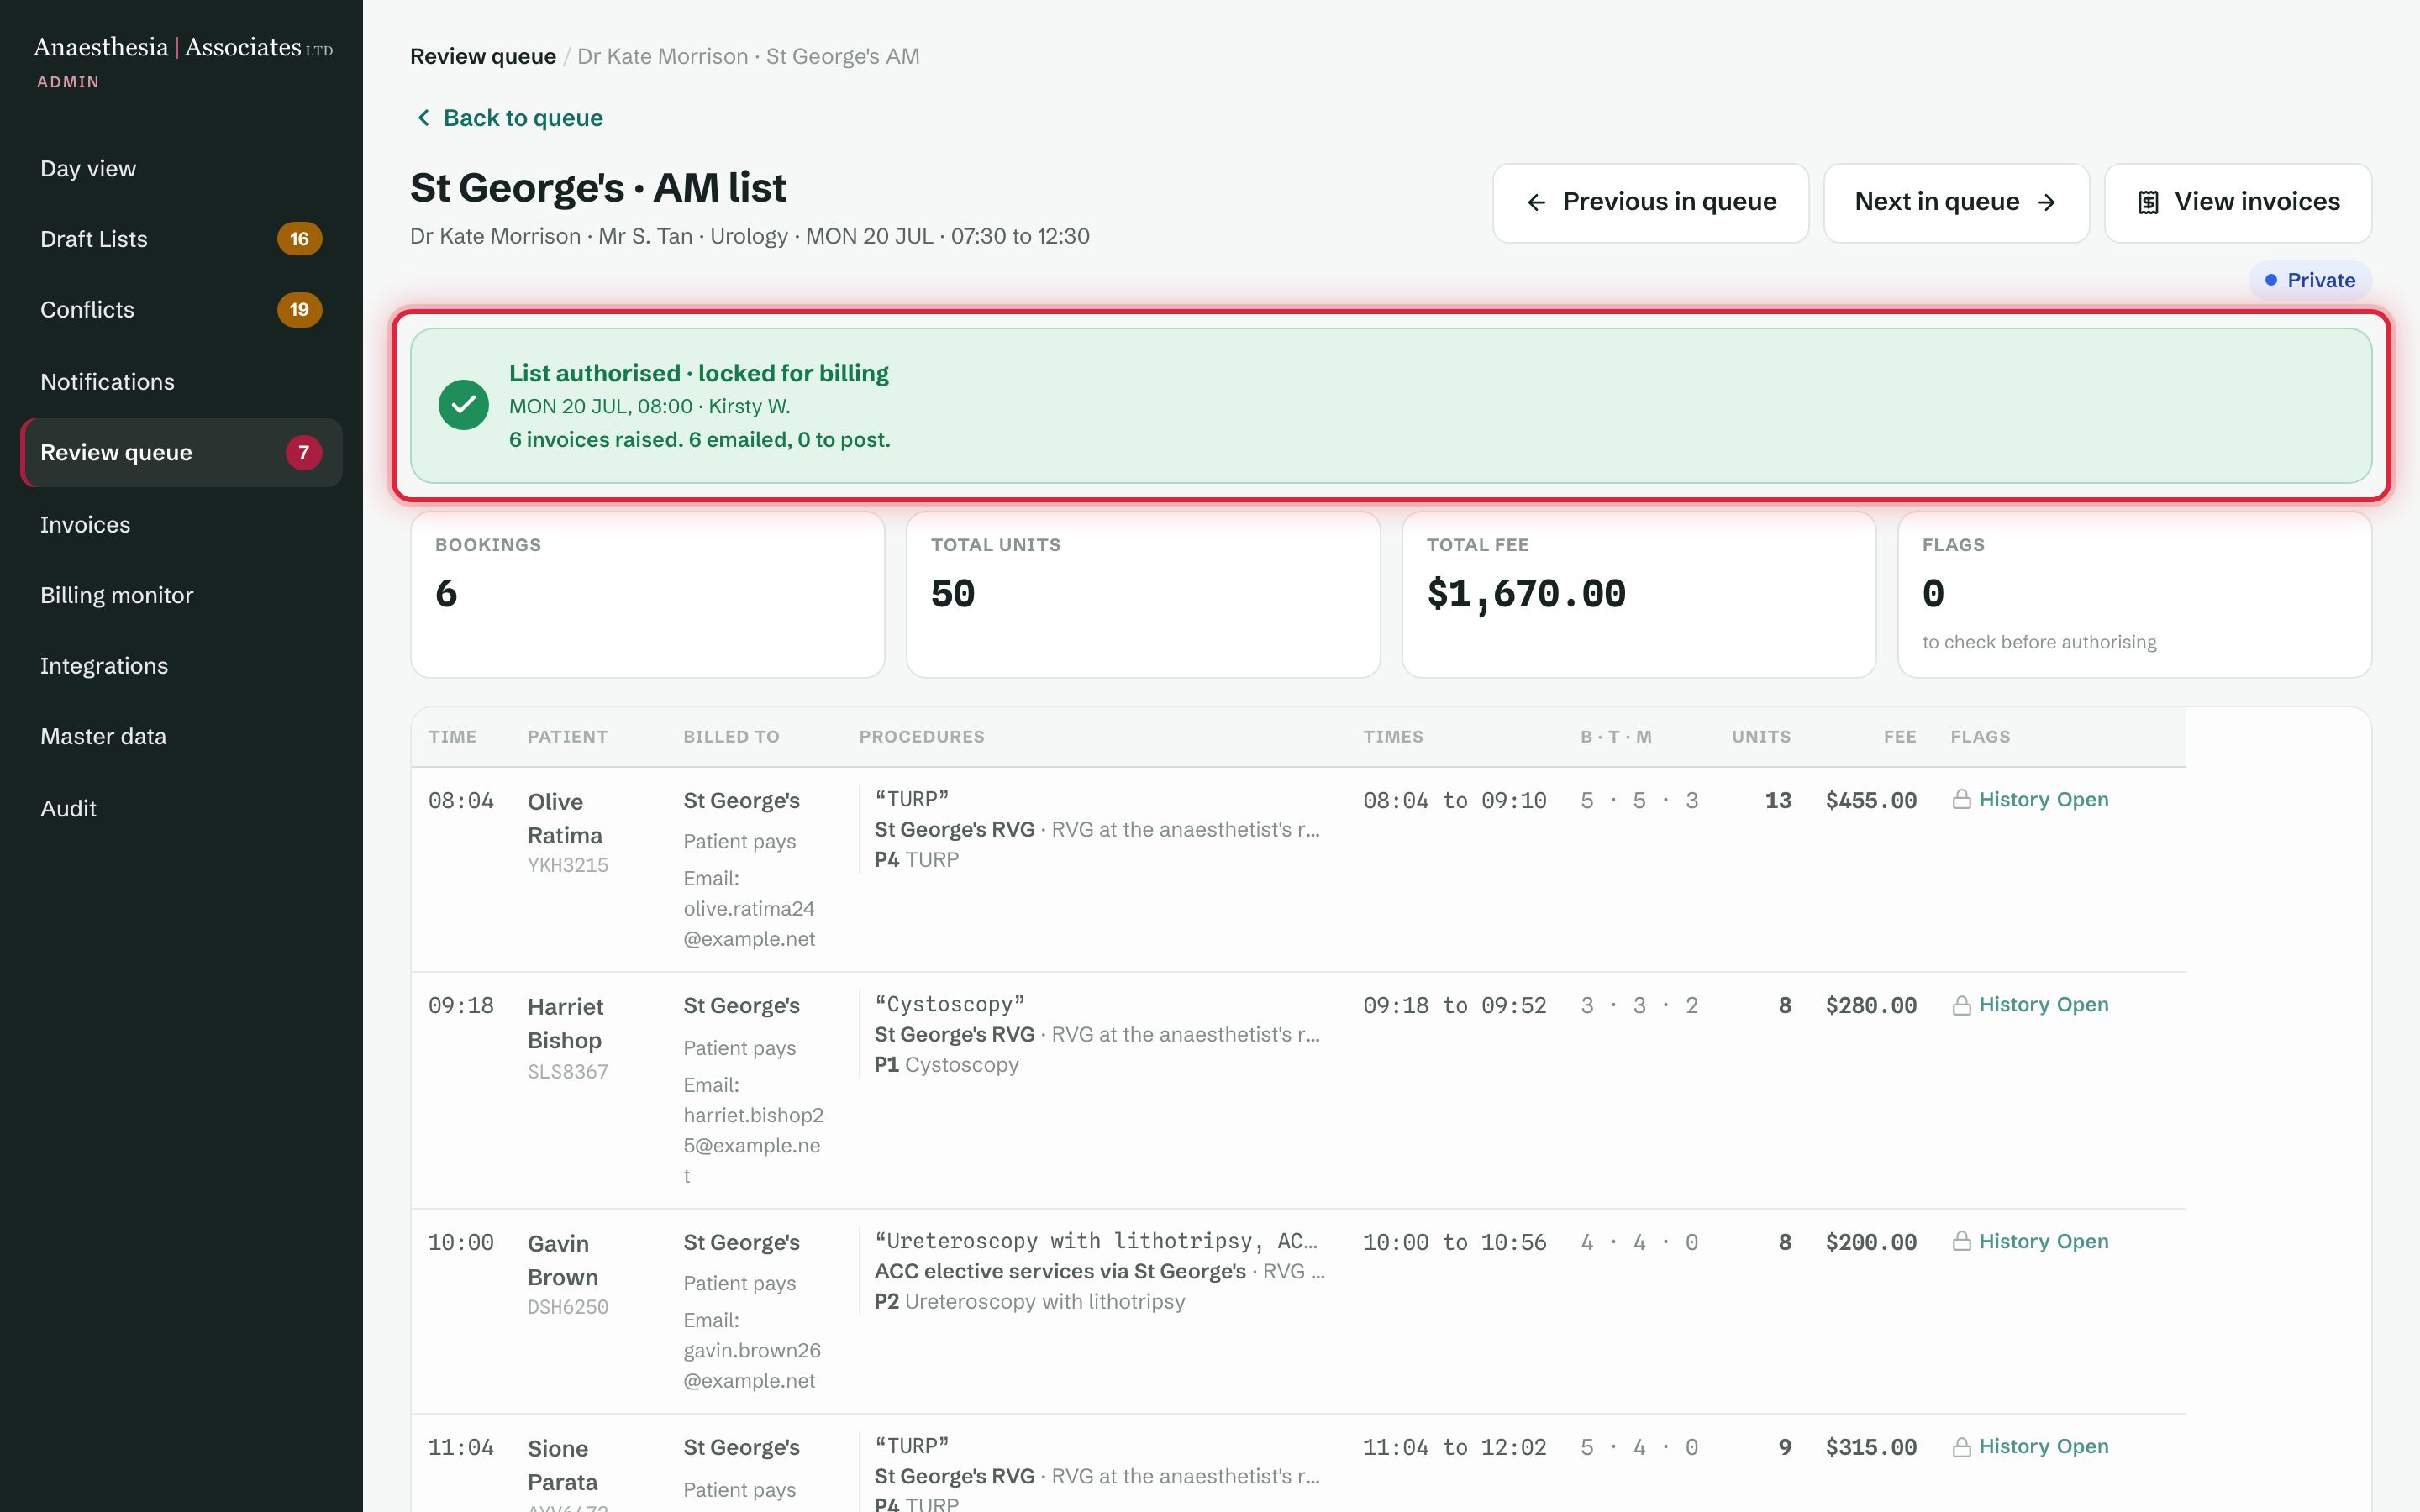 Anaesthesia | Associates LTD
ADMIN
Day view
Draft Lists 16
Conflicts 19
Notifications
Review queue 7
Invoices
Billing monitor
Integrations
Master data
Audit
Review queue / Dr Kate Morrison · St George's AM
Back to queue
St George's · AM list
Dr Kate Morrison · Mr S. Tan · Urology · MON 20 JUL · 07:30 to 12:30
← Previous in queue
Next in queue →
View invoices
Private
List authorised · locked for billing
MON 20 JUL, 08:00 · Kirsty W.
6 invoices raised. 6 emailed, 0 to post.
BOOKINGS
6
TOTAL UNITS
50
TOTAL FEE
$1,670.00
FLAGS
0
to check before authorising
TIME PATIENT BILLED TO PROCEDURES TIMES B · T · M UNITS FEE FLAGS
08:04
Olive
Ratima
YKH3215
St George's
Patient pays
Email:
olive.ratima24
@example.net
“TURP”
St George's RVG · RVG at the anaesthetist's r...
P4 TURP
08:04 to 09:10 5 · 5 · 3 13 $455.00 History Open
09:18
Harriet
Bishop
SLS8367
St George's
Patient pays
Email:
harriet.bishop2
5@example.ne
t
“Cystoscopy”
St George's RVG · RVG at the anaesthetist's r...
P1 Cystoscopy
09:18 to 09:52 3 · 3 · 2 8 $280.00 History Open
10:00
Gavin
Brown
DSH6250
St George's
Patient pays
Email:
gavin.brown26
@example.net
“Ureteroscopy with lithotripsy, AC...
ACC elective services via St George's · RVG ...
P2 Ureteroscopy with lithotripsy
10:00 to 10:56 4 · 4 · 0 8 $200.00 History Open
11:04
Sione
Parata
St George's
Patient pays
“TURP”
St George's RVG · RVG at the anaesthetist's r...
P4 TURP
11:04 to 12:02 5 · 4 · 0 9 $315.00 History Open